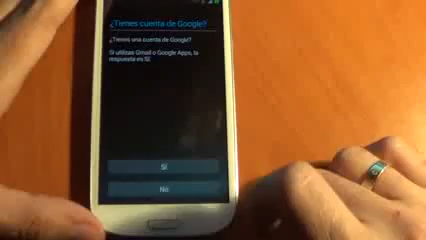 ¿Tienes cuenta de Google?
¿Tienes una cuenta de Google?
Si utilizas Gmail o Google Apps, la
respuesta es SÍ.
Sí
No